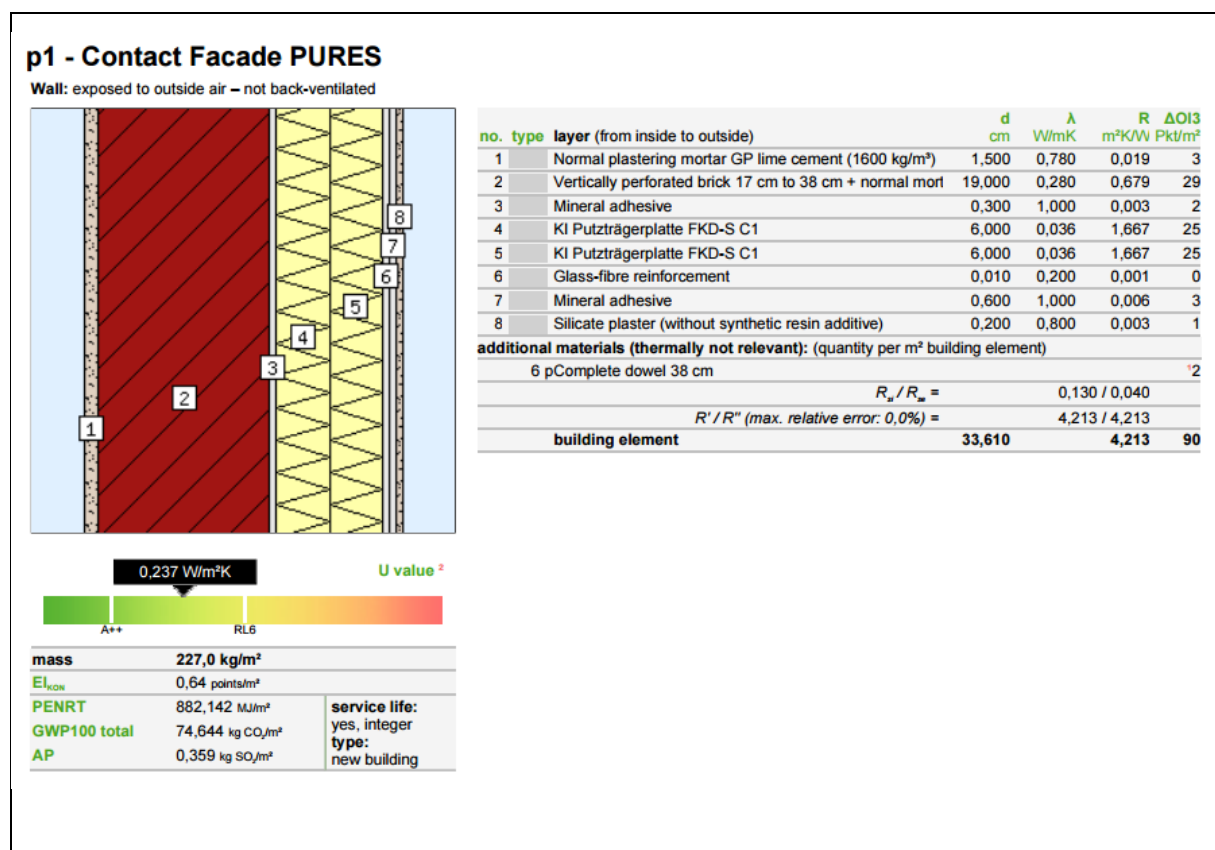 p1 - Contact Facade PURES
Wall: exposed to outside air – not back-ventilated
1
2
3
4
5
6
7
8
d λ R ΔOI3
no. type layer (from inside to outside) cm W/mK m²K/W Pkt/m²
1 Normal plastering mortar GP lime cement (1600 kg/m³) 1,500 0,780 0,019 3
2 Vertically perforated brick 17 cm to 38 cm + normal mort 19,000 0,280 0,679 29
3 Mineral adhesive 0,300 1,000 0,003 2
4 KI Putzträgerplatte FKD-S C1 6,000 0,036 1,667 25
5 KI Putzträgerplatte FKD-S C1 6,000 0,036 1,667 25
6 Glass-fibre reinforcement 0,010 0,200 0,001 0
7 Mineral adhesive 0,600 1,000 0,006 3
8 Silicate plaster (without synthetic resin additive) 0,200 0,800 0,003 1
additional materials (thermally not relevant): (quantity per m² building element)
6 pComplete dowel 38 cm ¹2
Rsi / Rse = 0,130 / 0,040
R' / R'' (max. relative error: 0,0%) = 4,213 / 4,213
building element 33,610 4,213 90
0,237 W/m²K U value ²
A++ RL6
mass 227,0 kg/m²
EIKON 0,64 points/m²
PENRT 882,142 MJ/m²
GWP100 total 74,644 kg CO₂/m²
AP 0,359 kg SO₂/m²
service life:
yes, integer
type:
new building